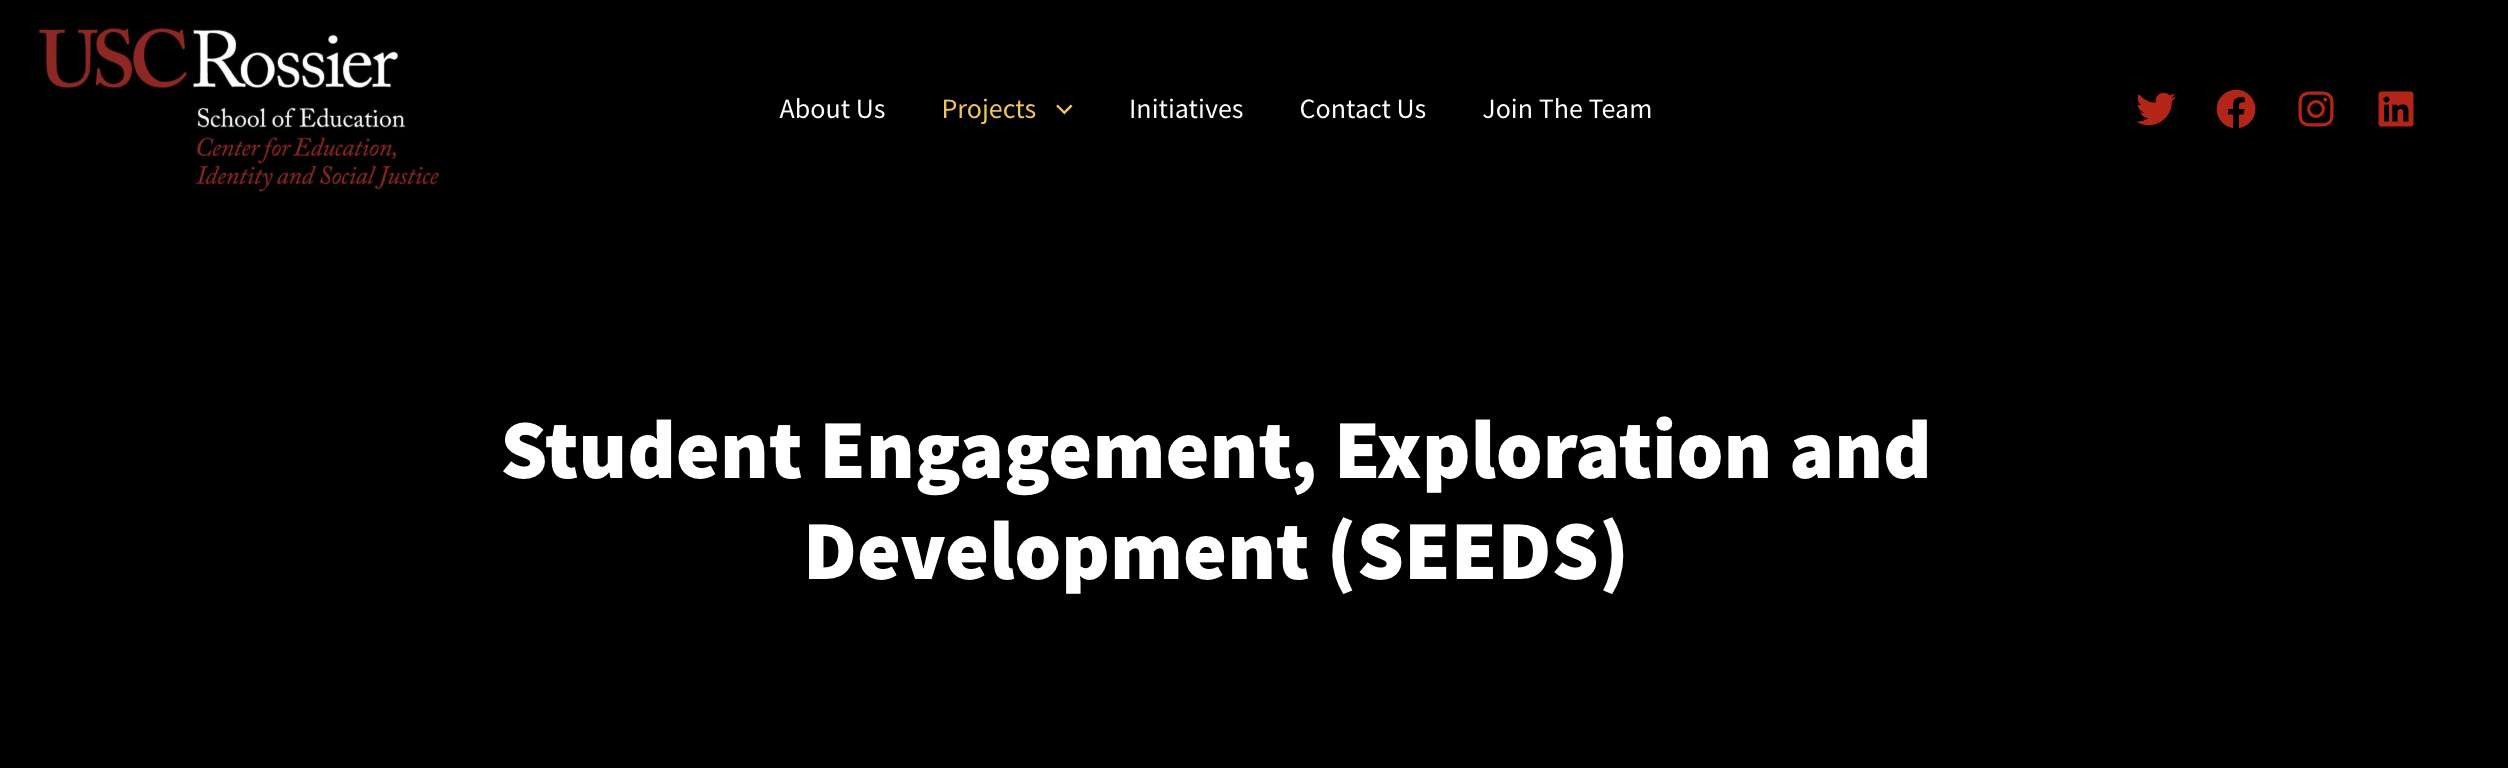 USC Rossier
School of Education
Center for Education,
Identity and Social Justice
About Us
Projects
Initiatives
Contact Us
Join The Team
Student Engagement, Exploration and
Development (SEEDS)